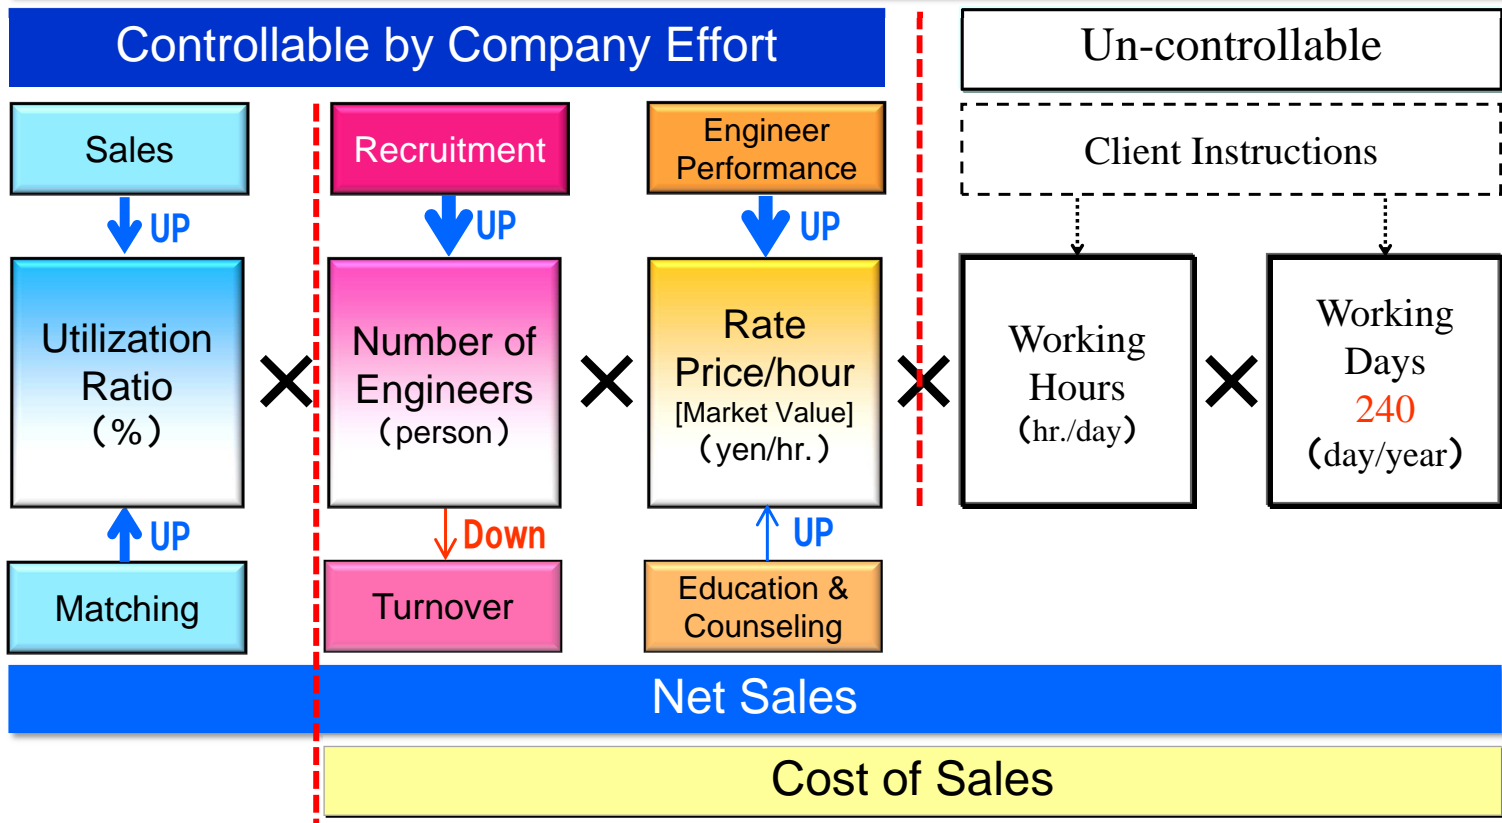 Controllable by Company Effort
Un-controllable
Sales
Recruitment
Engineer
Performance
Client Instructions
UP
UP
UP
Utilization
Ratio
(%)
×
Number of
Engineers
(person)
×
Rate
Price/hour
[Market Value]
(yen/hr.)
×
Working
Hours
(hr./day)
×
Working
Days
240
(day/year)
UP
Down
UP
Matching
Turnover
Education &
Counseling
Net Sales
Cost of Sales